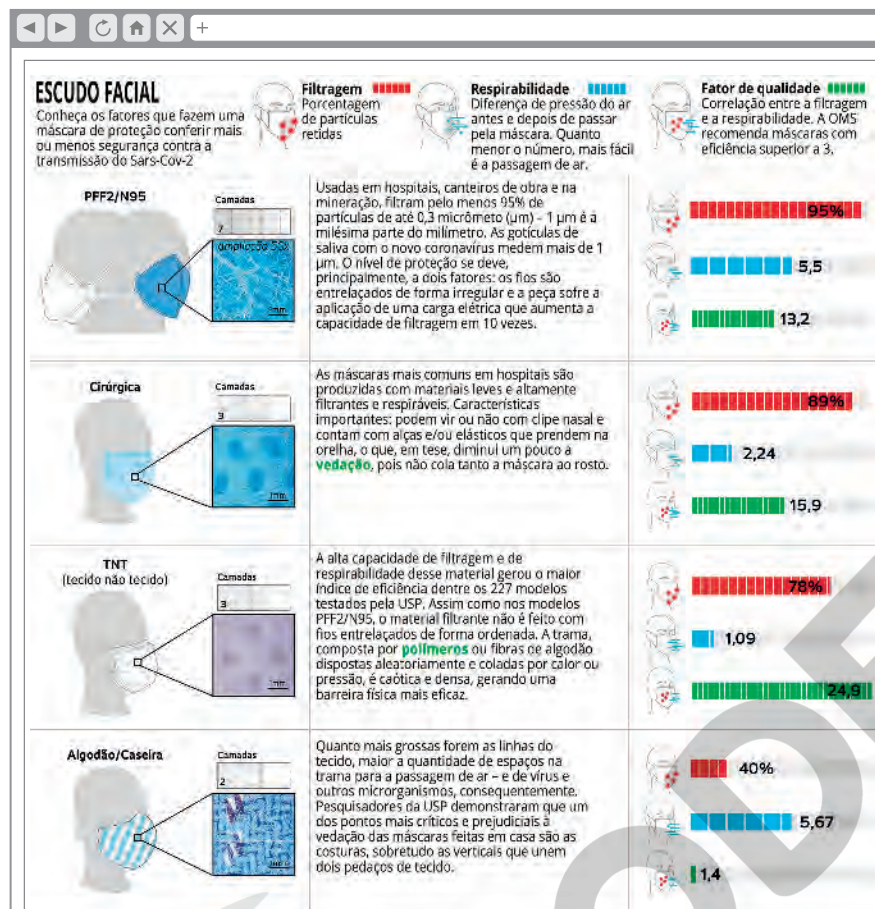 ESCUDO FACIAL
Conheça os fatores que fazem uma
máscara de proteção conferir mais
ou menos segurança contra a
transmissão do Sars-Cov-2
Filtragem
Porcentagem
de partículas
retidas
Respirabilidade
Diferença de pressão do ar
antes e depois de passar
pela máscara. Quanto
menor o número, mais fácil
é a passagem de ar.
Fator de qualidade
Correlação entre a filtragem
e a respirabilidade. A OMS
recomenda máscaras com
eficiência superior a 3.
PFF2/N95
Camadas
7
ampliação 50x
1mm
Usadas em hospitais, canteiros de obra e na
mineração, filtram pelo menos 95% de
partículas de até 0,3 micrômeto (µm) – 1 µm é a
milésima parte do milímetro. As gotículas de
saliva com o novo coronavírus medem mais de 1
µm. O nível de proteção se deve,
principalmente, a dois fatores: os fios são
entrelaçados de forma irregular e a peça sofre a
aplicação de uma carga elétrica que aumenta a
capacidade de filtragem em 10 vezes.
95%
5,5
13,2
Cirúrgica
Camadas
3
1mm
As máscaras mais comuns em hospitais são
produzidas com materiais leves e altamente
filtrantes e respiráveis. Características
importantes: podem vir ou não com clipe nasal e
contam com alças e/ou elásticos que prendem na
orelha, o que, em tese, diminui um pouco a
vedação, pois não cola tanto a máscara ao rosto.
89%
2,24
15,9
TNT
(tecido não tecido)
Camadas
3
1mm
A alta capacidade de filtragem e de
respirabilidade desse material gerou o maior
índice de eficiência dentre os 227 modelos
testados pela USP. Assim como nos modelos
PFF2/N95, o material filtrante não é feito com
fios entrelaçados de forma ordenada. A trama,
composta por polímeros ou fibras de algodão
dispostas aleatoriamente e coladas por calor ou
pressão, é caótica e densa, gerando uma
barreira física mais eficaz.
78%
1,09
24,9
Algodão/Caseira
Camadas
2
Quanto mais grossas forem as linhas do
tecido, maior a quantidade de espaços na
trama para a passagem de ar – e de vírus e
outros microrganismos, consequentemente.
Pesquisadores da USP demonstraram que um
dos pontos mais críticos e prejudiciais à
vedação das máscaras feitas em casa são as
costuras, sobretudo as verticais que unem
dois pedaços de tecido.
40%
5,67
1,4